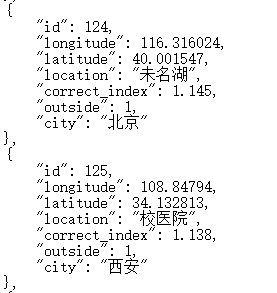 {
"id": 124,
"longitude": 116.316024,
"latitude": 40.001547,
"location": "未名湖",
"correct_index": 1.145,
"outside": 1,
"city": "北京"
},
{
"id": 125,
"longitude": 108.84794,
"latitude": 34.132813,
"location": "校医院",
"correct_index": 1.138,
"outside": 1,
"city": "西安"
},